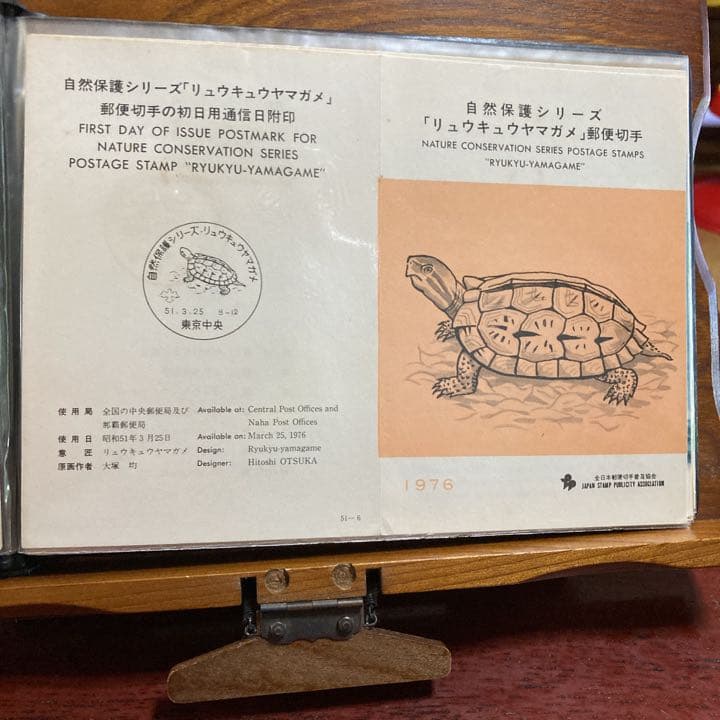 自然保護シリーズ「リュウキュウヤマガメ」
郵便切手の初日用通信日附印
FIRST DAY OF ISSUE POSTMARK FOR
NATURE CONSERVATION SERIES
POSTAGE STAMP "RYUKYU-YAMAGAME"
自然保護シリーズ・リュウキュウヤマガメ
51.3.25 8-12
東京中央
使用局 全国の中央郵便局及び Available at: Central Post Offices and
那覇郵便局 Naha Post Offices
使用日 昭和51年3月25日 Available on: March 25, 1976
意匠 リュウキュウヤマガメ Design: Ryukyu-yamagame
原画作者 大塚 均 Designer: Hitoshi OTSUKA
51-6
自然保護シリーズ
「リュウキュウヤマガメ」郵便切手
NATURE CONSERVATION SERIES POSTAGE STAMPS
"RYUKYU-YAMAGAME"
1976
全日本郵便切手普及協会
JAPAN STAMP PUBLICITY ASSOCIATION